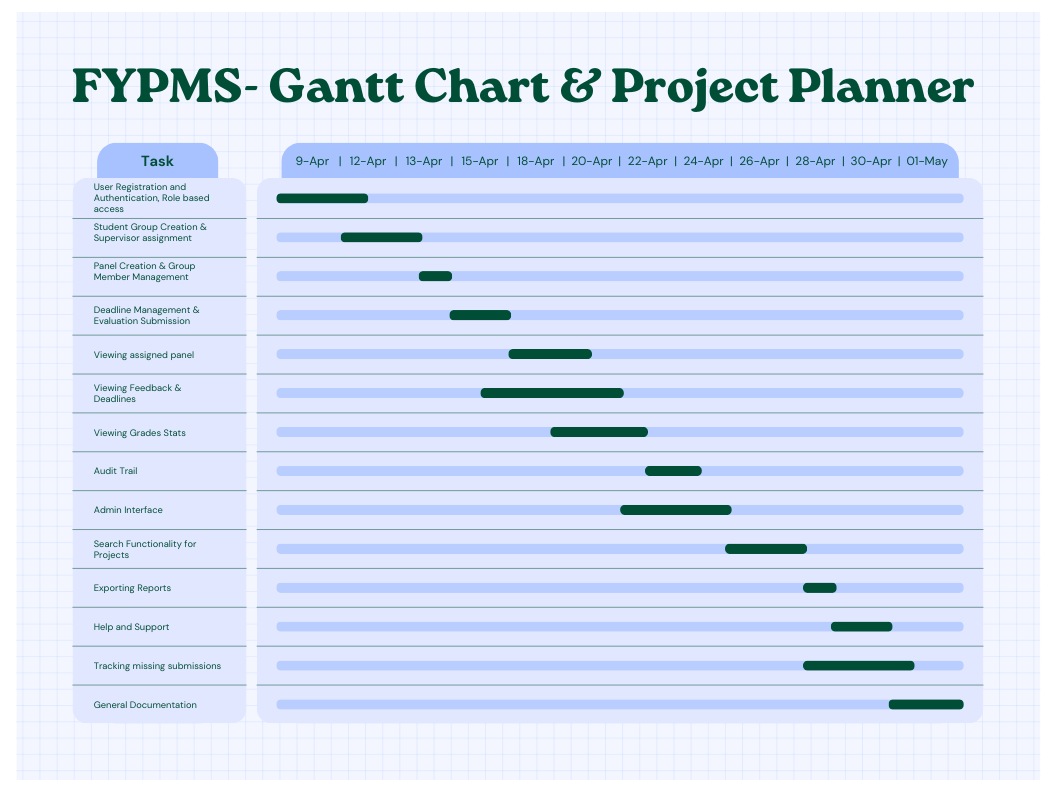 FYPMS- Gantt Chart & Project Planner
Task
9-Apr | 12-Apr | 13-Apr | 15-Apr | 18-Apr | 20-Apr | 22-Apr | 24-Apr | 26-Apr | 28-Apr | 30-Apr | 01-May
User Registration and
Authentication, Role based
access
Student Group Creation &
Supervisor assignment
Panel Creation & Group
Member Management
Deadline Management &
Evaluation Submission
Viewing assigned panel
Viewing Feedback &
Deadlines
Viewing Grades Stats
Audit Trail
Admin Interface
Search Functionality for
Projects
Exporting Reports
Help and Support
Tracking missing submissions
General Documentation